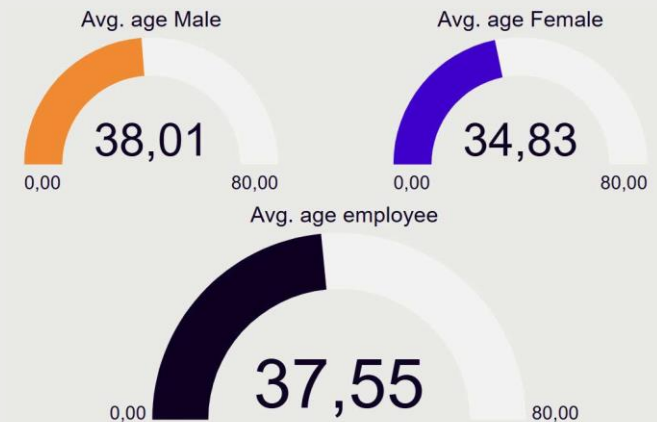 Avg. age Male
38,01
0,00 80,00
Avg. age Female
34,83
0,00 80,00
Avg. age employee
37,55
0,00 80,00